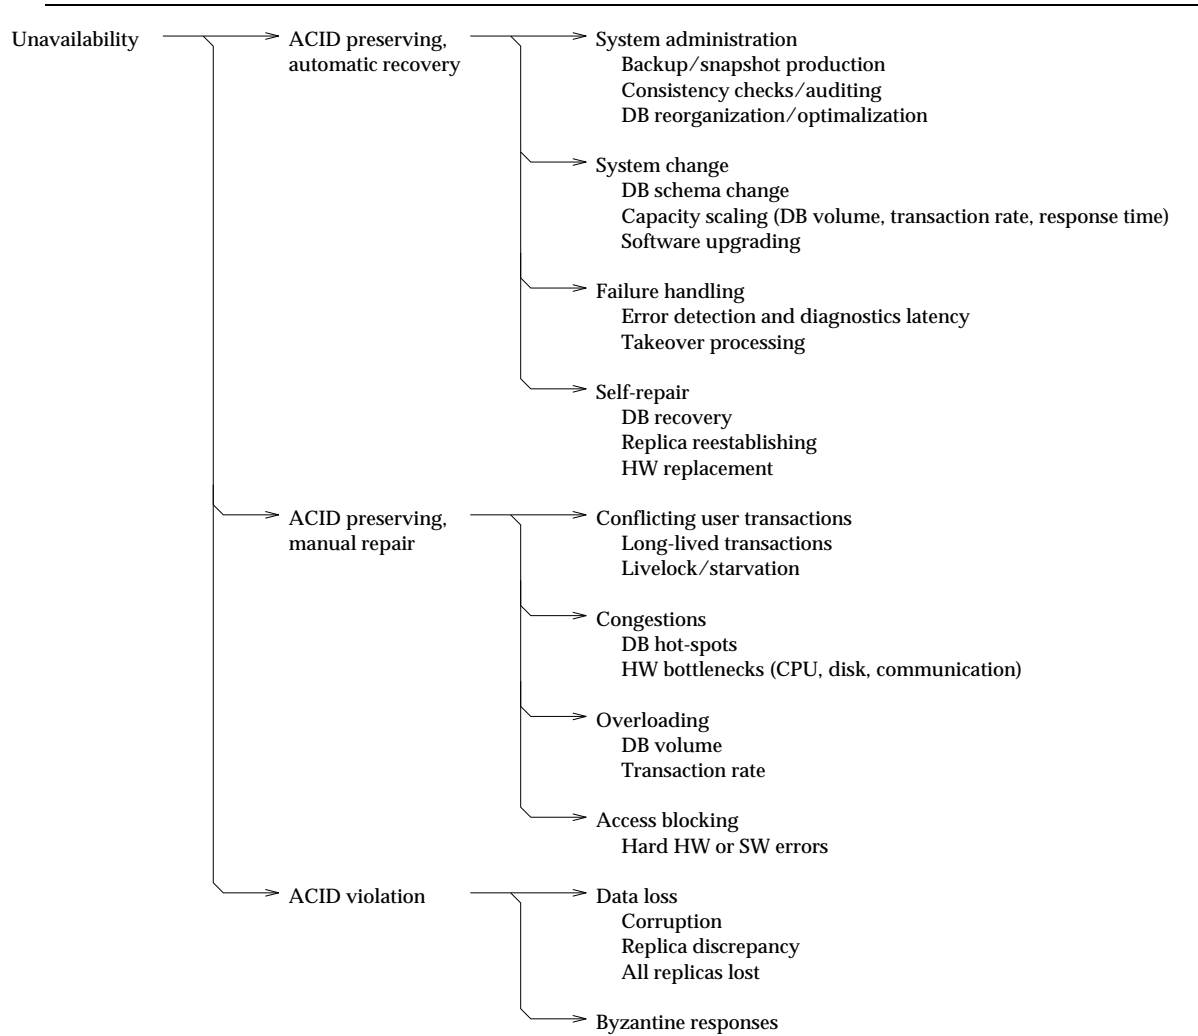 Unavailability
ACID preserving,
automatic recovery
System administration
Backup/snapshot production
Consistency checks/auditing
DB reorganization/optimalization
System change
DB schema change
Capacity scaling (DB volume, transaction rate, response time)
Software upgrading
Failure handling
Error detection and diagnostics latency
Takeover processing
Self-repair
DB recovery
Replica reestablishing
HW replacement
ACID preserving,
manual repair
Conflicting user transactions
Long-lived transactions
Livelock/starvation
Congestions
DB hot-spots
HW bottlenecks (CPU, disk, communication)
Overloading
DB volume
Transaction rate
Access blocking
Hard HW or SW errors
ACID violation
Data loss
Corruption
Replica discrepancy
All replicas lost
Byzantine responses